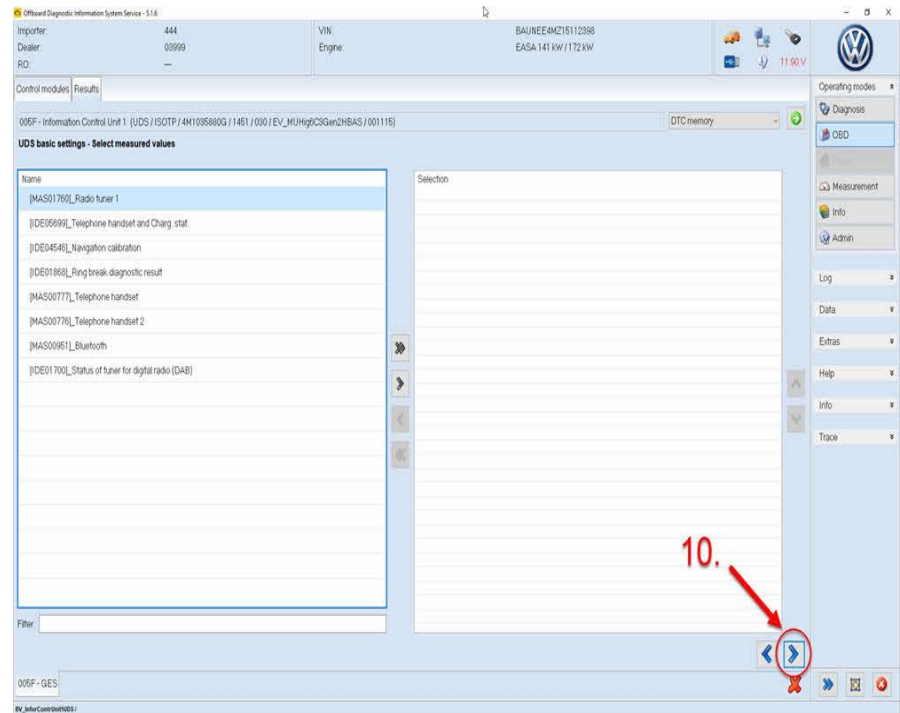 Offboard Diagnostic Information System Service - 5.1.6
Importer: 444 VIN: BAUNEE4MZ15112398
Dealer: 03999 Engine: EASA 141 kW / 172 kW
RO: — 11.90 V
Control modules Results
Operating modes
005F - Information Control Unit 1 (UDS / ISOTP / 4M1035880G / 1451 / 030 / EV_MUHig6C3Gen2HBAS / 001115) DTC memory
Diagnosis
UDS basic settings - Select measured values
OBD
Name Selection
[MAS01760]_Radio tuner 1
Measurement
[IDE05699]_Telephone handset and Charg. stat.
Info
[IDE04546]_Navigation calibration
Admin
[IDE01868]_Ring break diagnostic result
Log
[MAS00777]_Telephone handset
Data
[MAS00776]_Telephone handset 2
Extras
[MAS00951]_Bluetooth
[IDE01700]_Status of tuner for digital radio (DAB)
Help
Info
Trace
10.
Filter:
005F - GES
BV_InforContrUnit1UDS /